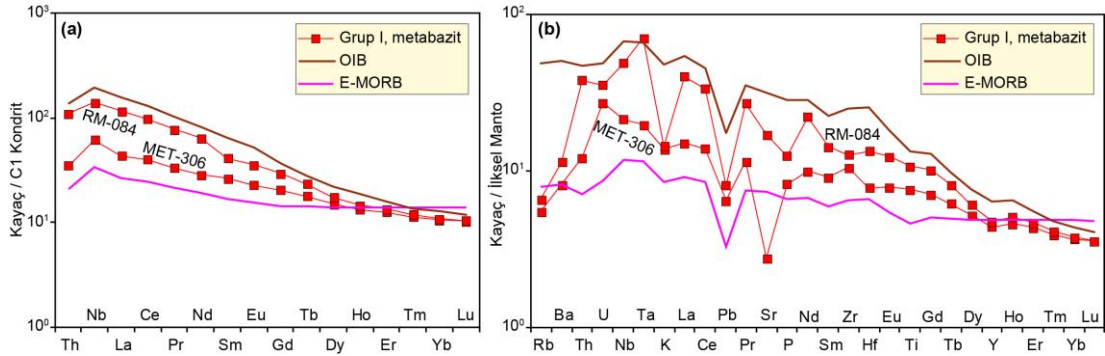 (a)
Grup I, metabazit
OIB
E-MORB
RM-084
MET-306
Kayaç / C1 Kondrit
10³
10²
10¹
10⁰
Nb Ce Nd Eu Tb Ho Tm Lu
Th La Pr Sm Gd Dy Er Yb
(b)
Grup I, metabazit
OIB
E-MORB
RM-084
MET-306
Kayaç / İlksel Manto
10²
10¹
10⁰
Ba U Ta La Pb Sr Nd Zr Eu Gd Dy Ho Tm Lu
Rb Th Nb K Ce Pr P Sm Hf Ti Tb Y Er Yb